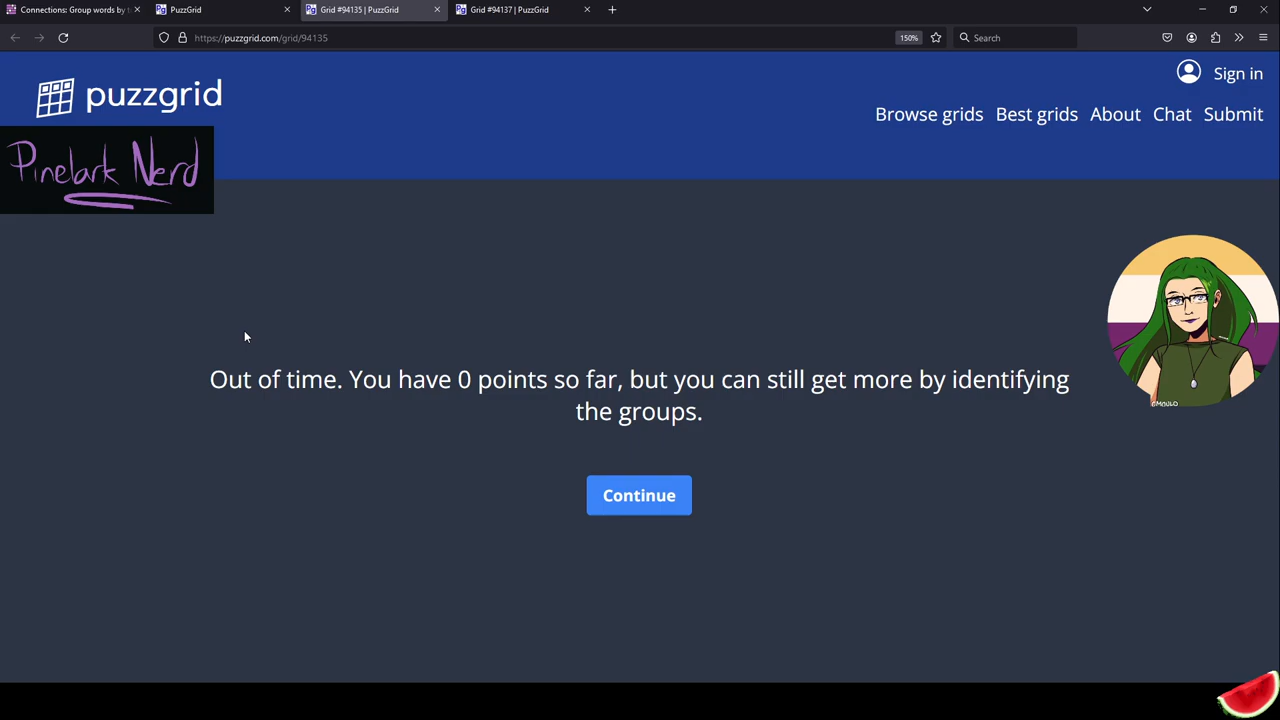 Connections: Group words by
PuzzGrid
Grid #94135 | PuzzGrid
Grid #94137 | PuzzGrid
https://puzzgrid.com/grid/94135
150%
Search
puzzgrid
Sign in
Browse grids
Best grids
About
Chat
Submit
Pinelark Nerd
Out of time. You have 0 points so far, but you can still get more by identifying
the groups.
Continue